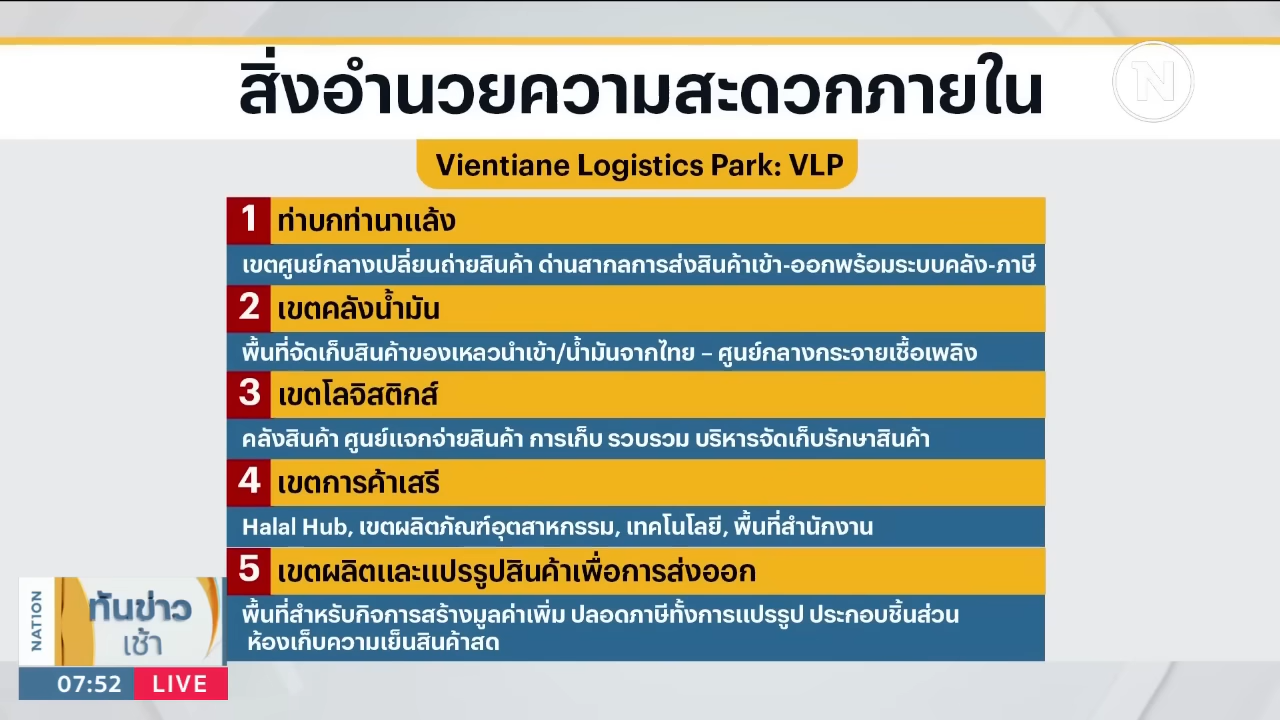 สิ่งอำนวยความสะดวกภายใน
N
Vientiane Logistics Park: VLP
1 ท่าบกท่านาแล้ง
เขตศูนย์กลางเปลี่ยนถ่ายสินค้า ด่านสากลการส่งสินค้าเข้า-ออกพร้อมระบบคลัง-ภาษี
2 เขตคลังน้ำมัน
พื้นที่จัดเก็บสินค้าของเหลวนำเข้า/น้ำมันจากไทย – ศูนย์กลางกระจายเชื้อเพลิง
3 เขตโลจิสติกส์
คลังสินค้า ศูนย์แจกจ่ายสินค้า การเก็บ รวบรวม บริหารจัดเก็บรักษาสินค้า
4 เขตการค้าเสรี
Halal Hub, เขตผลิตภัณฑ์อุตสาหกรรม, เทคโนโลยี, พื้นที่สำนักงาน
5 เขตผลิตและแปรรูปสินค้าเพื่อการส่งออก
พื้นที่สำหรับกิจการสร้างมูลค่าเพิ่ม ปลอดภาษีทั้งการแปรรูป ประกอบชิ้นส่วน
ห้องเก็บความเย็นสินค้าสด
NATION
ทันข่าว
เช้า
07:52 LIVE